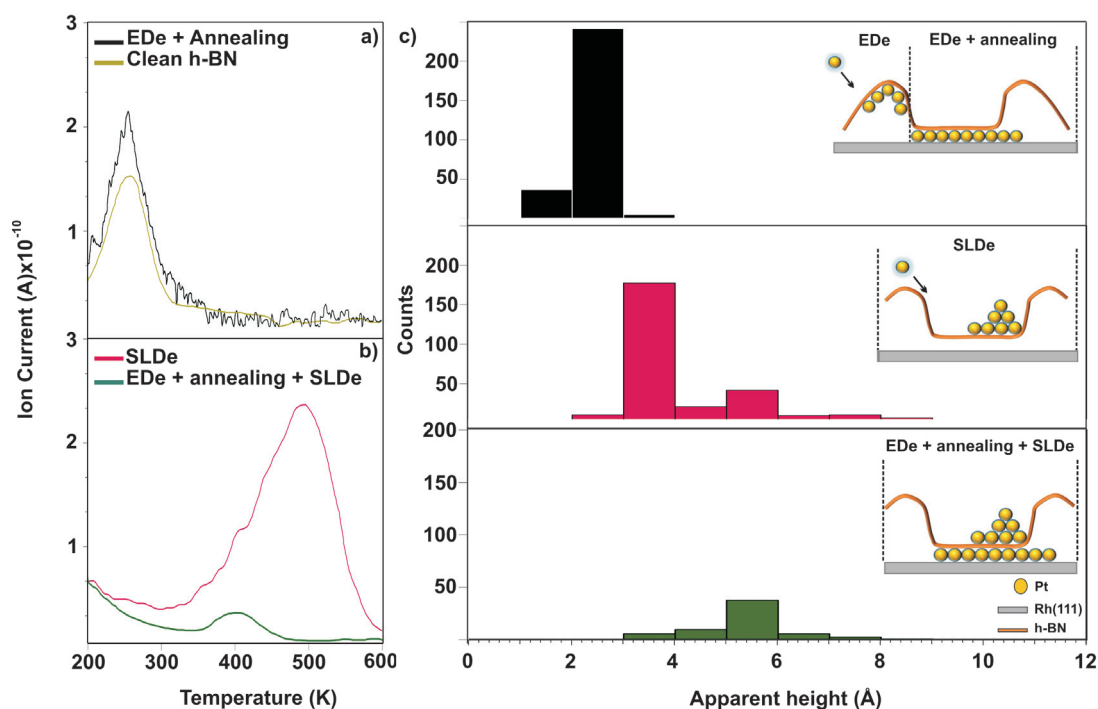 EDe + Annealing
Clean h-BN
a)
3
2
1
3
SLDe
EDe + annealing + SLDe
b)
2
1
200
300
400
500
600
Ion Current (A)x10⁻¹⁰
Temperature (K)
c)
Counts
200
150
100
50
EDe
EDe + annealing
200
150
100
50
SLDe
200
150
100
50
EDe + annealing + SLDe
Pt
Rh(111)
h-BN
0
2
4
6
8
10
12
Apparent height (Å)